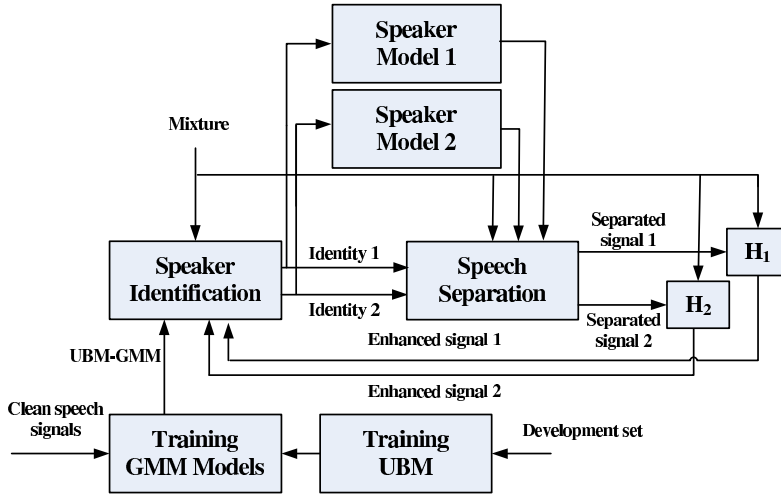 Speaker
Model 1
Speaker
Model 2
Mixture
Speaker
Identification
Identity 1
Identity 2
Speech
Separation
Separated
signal 1
H1
H2
Separated
signal 2
Enhanced signal 1
Enhanced signal 2
UBM-GMM
Clean speech
signals
Training
GMM Models
Training
UBM
Development set